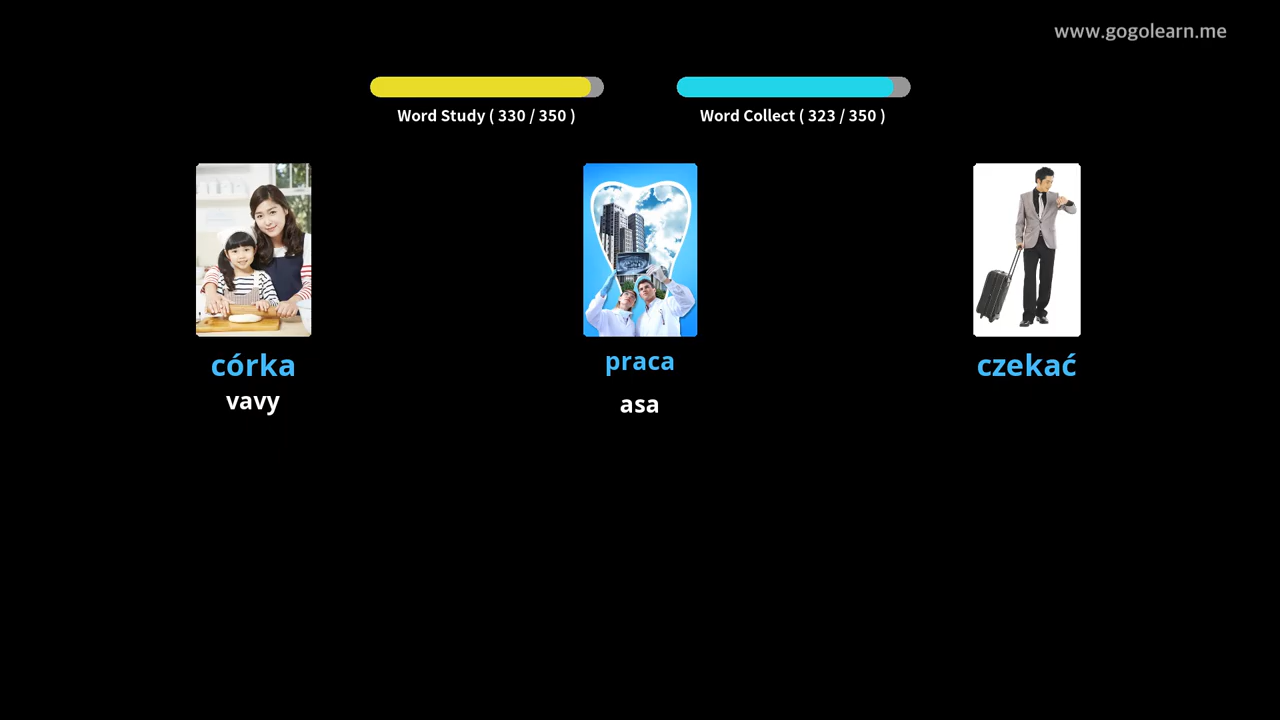 www.gogolearn.me
Word Study ( 330 / 350 )
Word Collect ( 323 / 350 )
córka
praca
czekać
vavy
asa